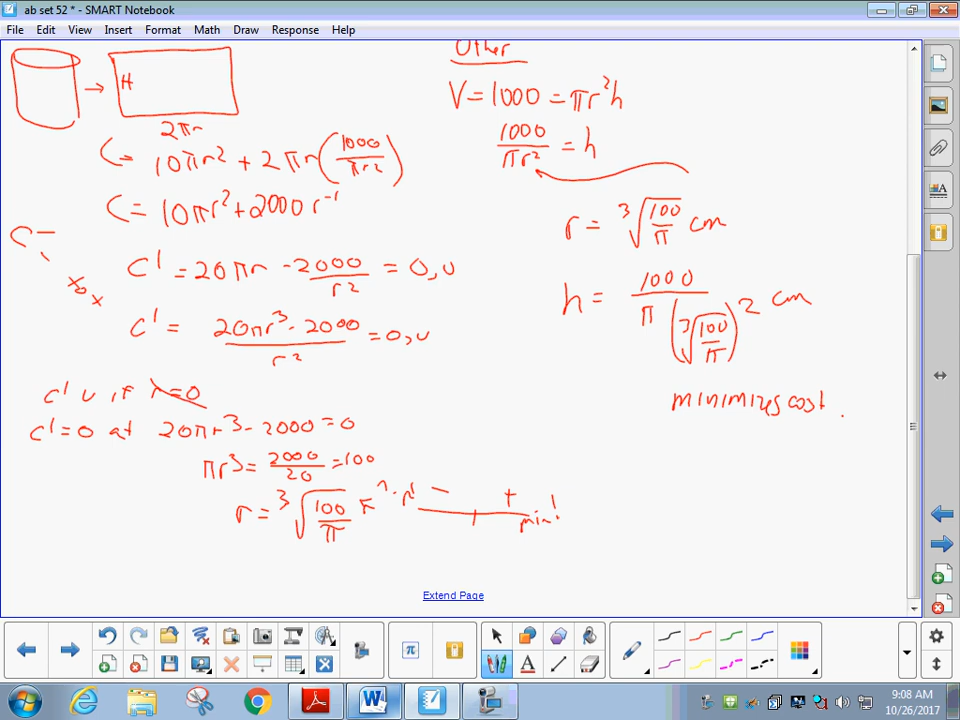 ab set 52 * - SMART Notebook
File Edit View Insert Format Math Draw Response Help
H
2πr
C = 10πr² + 2πr(1000/πr²)
C = 10πr² + 2000r⁻¹
C =
C' = 20πr - 2000/r² = 0, U
C' = (20πr³ - 2000)/r² = 0, U
C' U if r=0
C' = 0 at 20πr³ - 2000 = 0
πr³ = 2000/20 = 100
r = ³√(100/π)
- +
min!
Other
V = 1000 = πr²h
1000/πr² = h
r = ³√(100/π) cm
h = 1000/π(³√(100/π))² cm
minimizes cost.
Extend Page
9:08 AM
10/26/2017